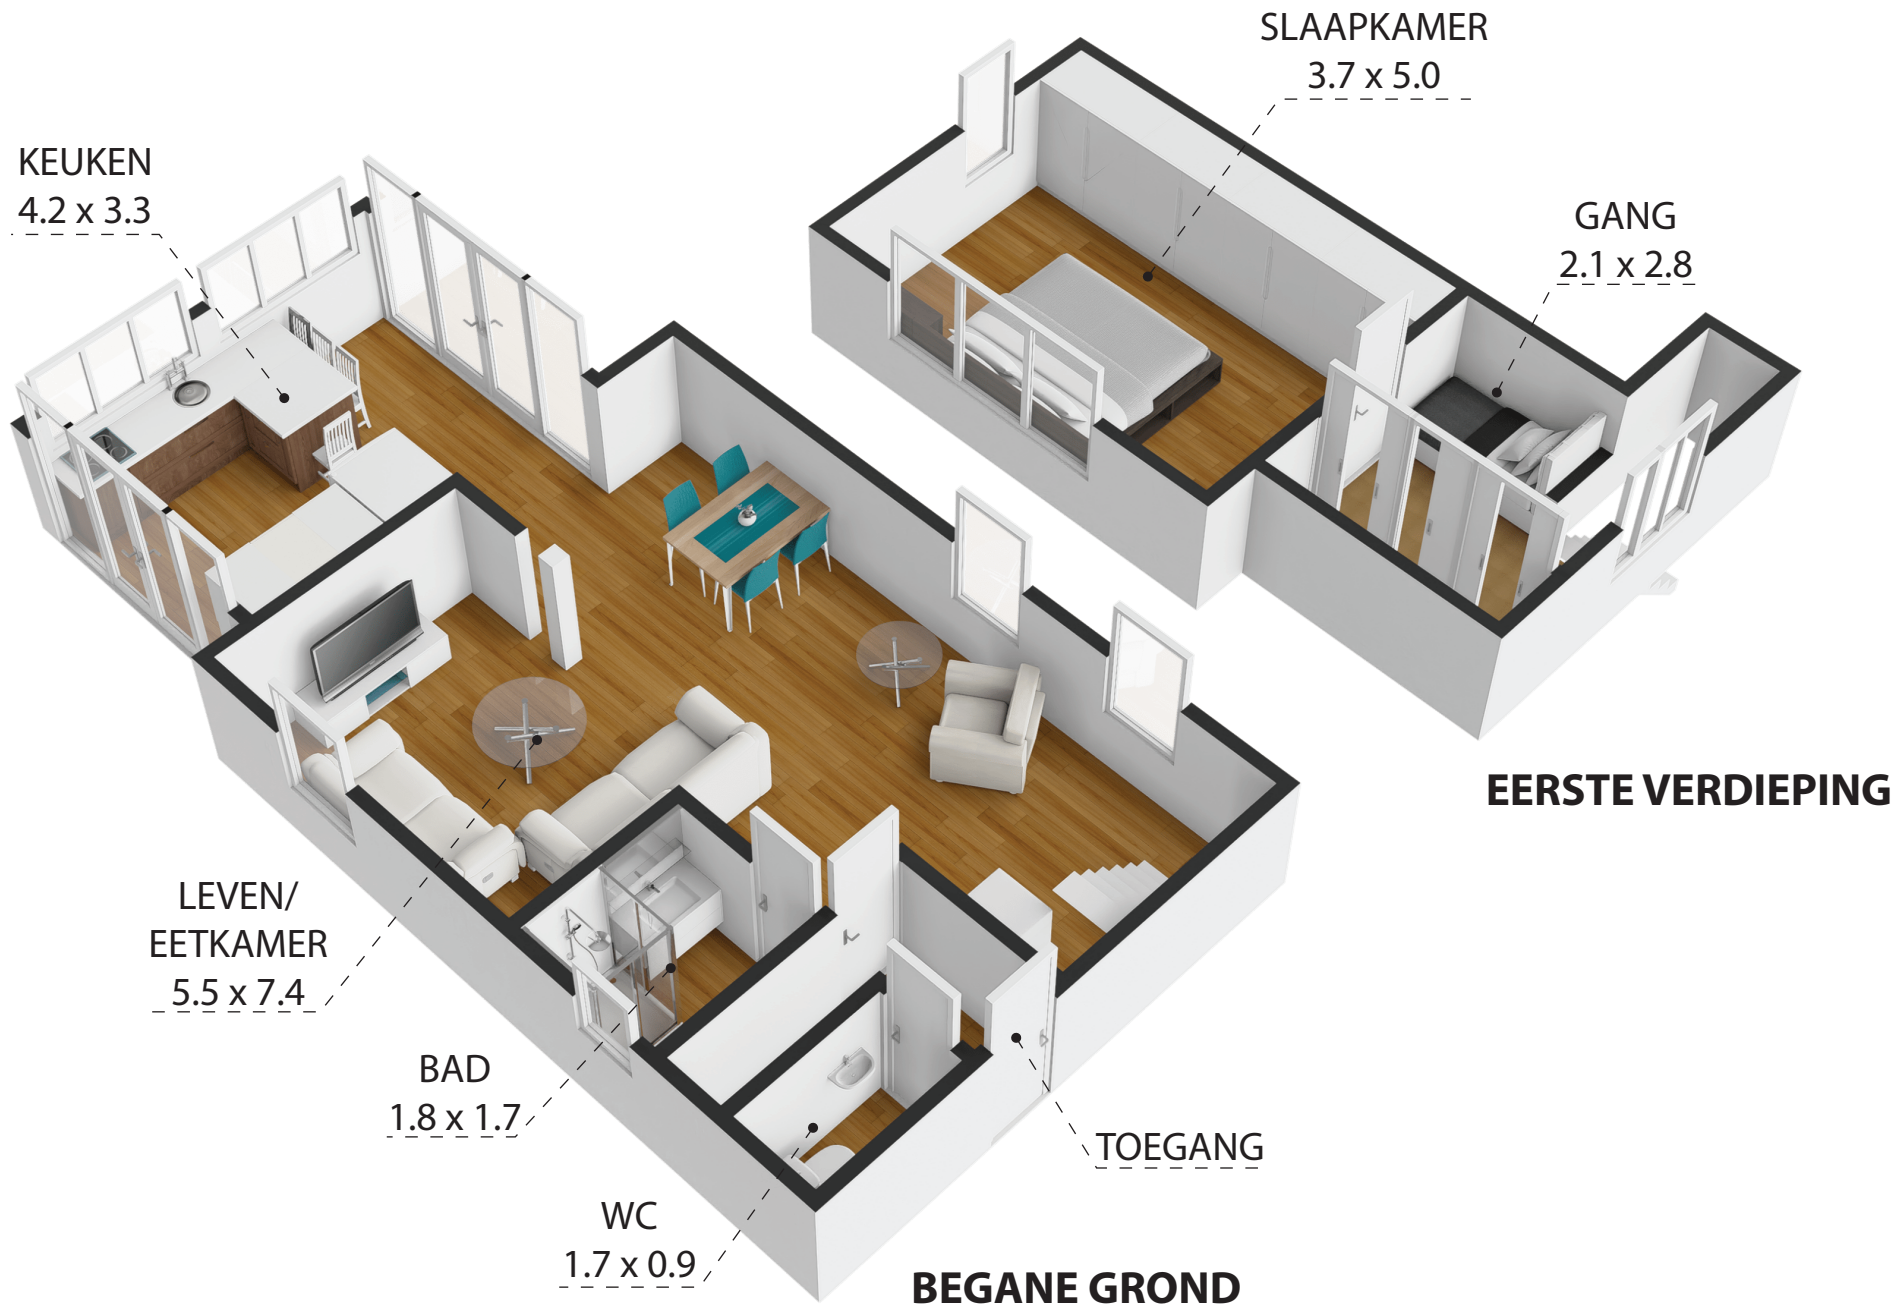 SLAAPKAMER
3.7 x 5.0
KEUKEN
4.2 x 3.3
GANG
2.1 x 2.8
EERSTE VERDIEPING
LEVEN/
EETKAMER
5.5 x 7.4
BAD
1.8 x 1.7
TOEGANG
WC
1.7 x 0.9
BEGANE GROND